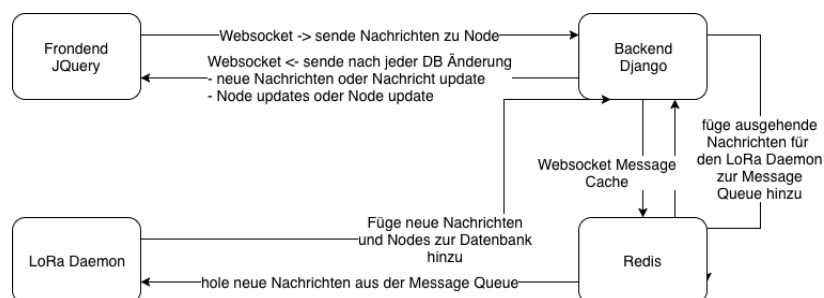 Frondend
JQuery
Websocket -> sende Nachrichten zu Node
Websocket <- sende nach jeder DB Änderung
- neue Nachrichten oder Nachricht update
- Node updates oder Node update
Backend
Django
füge ausgehende
Nachrichten für
den LoRa Daemon
zur Message
Queue hinzu
Websocket Message
Cache
LoRa Daemon
Füge neue Nachrichten
und Nodes zur Datenbank
hinzu
hole neue Nachrichten aus der Message Queue
Redis